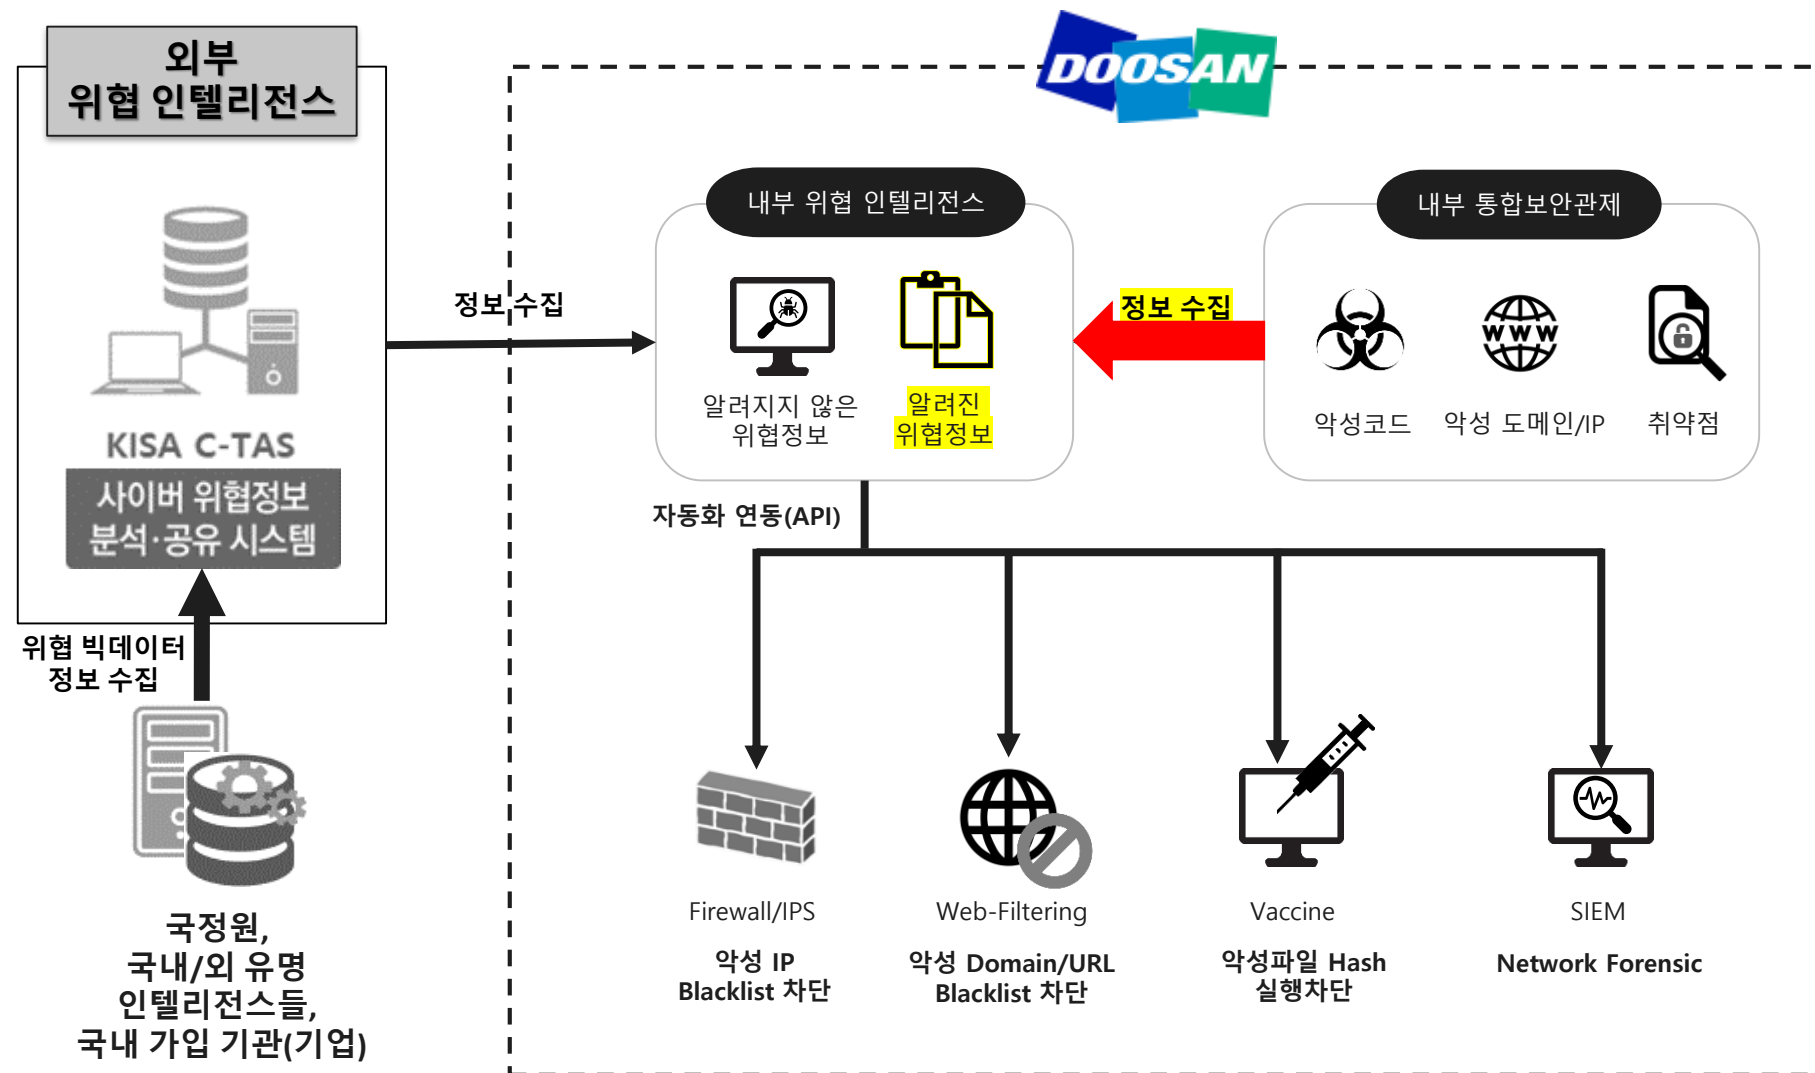 외부
위협 인텔리전스
KISA C-TAS
사이버 위협정보
분석·공유 시스템
위협 빅데이터
정보 수집
국정원,
국내/외 유명
인텔리전스들,
국내 가입 기관(기업)
정보 수집
DOOSAN
내부 위협 인텔리전스
알려지지 않은
위협정보
알려진
위협정보
정보 수집
내부 통합보안관제
WWW
악성코드
악성 도메인/IP
취약점
자동화 연동(API)
Firewall/IPS
악성 IP
Blacklist 차단
Web-Filtering
악성 Domain/URL
Blacklist 차단
Vaccine
악성파일 Hash
실행차단
SIEM
Network Forensic